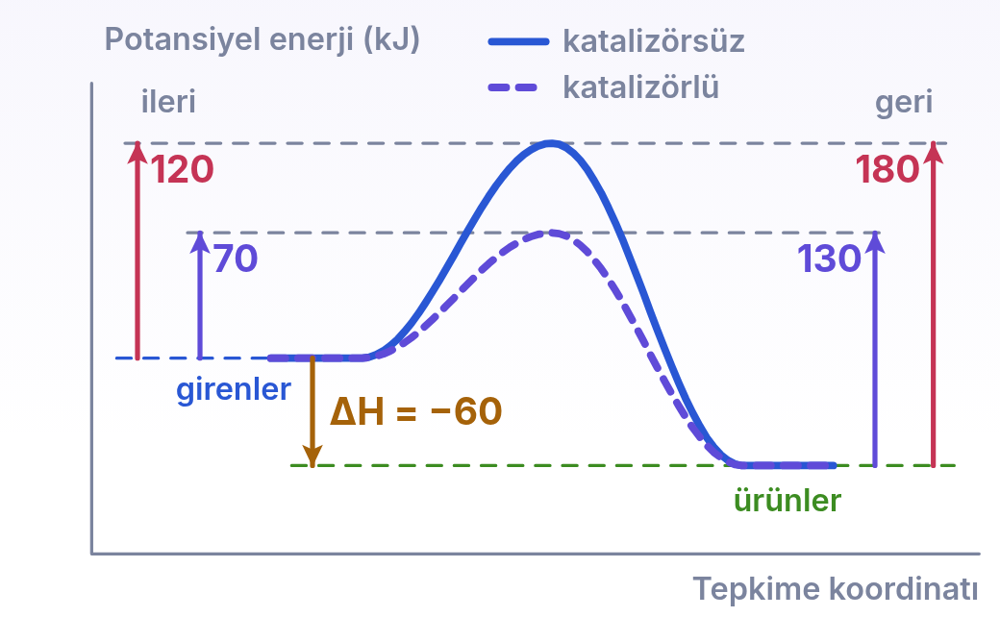 Potansiyel enerji (kJ)
katalizörsüz
katalizörlü
ileri
geri
120
180
70
130
girenler
ΔH = −60
ürünler
Tepkime koordinatı